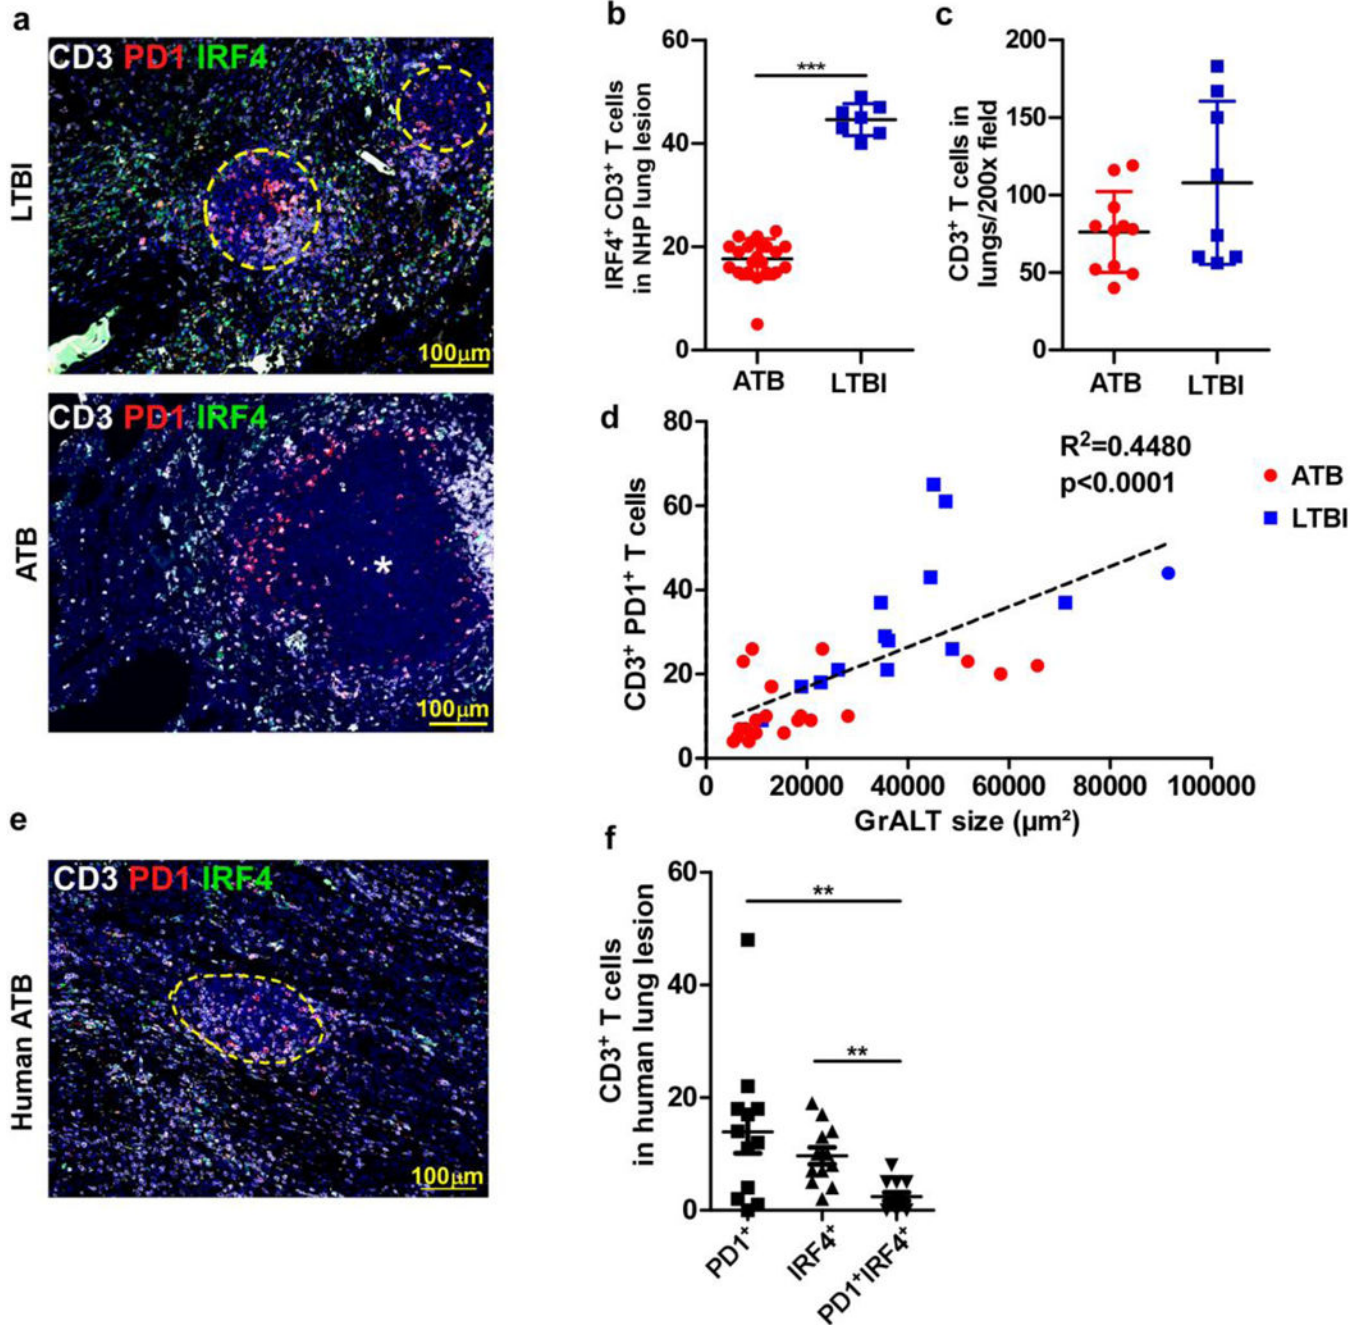 a
CD3 PD1 IRF4
LTBI
100µm
CD3 PD1 IRF4
ATB
*
100µm
b
IRF4⁺ CD3⁺ T cells
in NHP lung lesion
60
40
20
0
***
ATB
LTBI
c
CD3⁺ T cells in
lungs/200x field
200
150
100
50
0
ATB
LTBI
d
CD3⁺ PD1⁺ T cells
80
60
40
20
0
R²=0.4480
p<0.0001
ATB
LTBI
0 20000 40000 60000 80000 100000
GrALT size (µm²)
e
CD3 PD1 IRF4
Human ATB
100µm
f
CD3⁺ T cells
in human lung lesion
60
40
20
0
**
**
PD1⁺
IRF4⁺
PD1⁺IRF4⁺